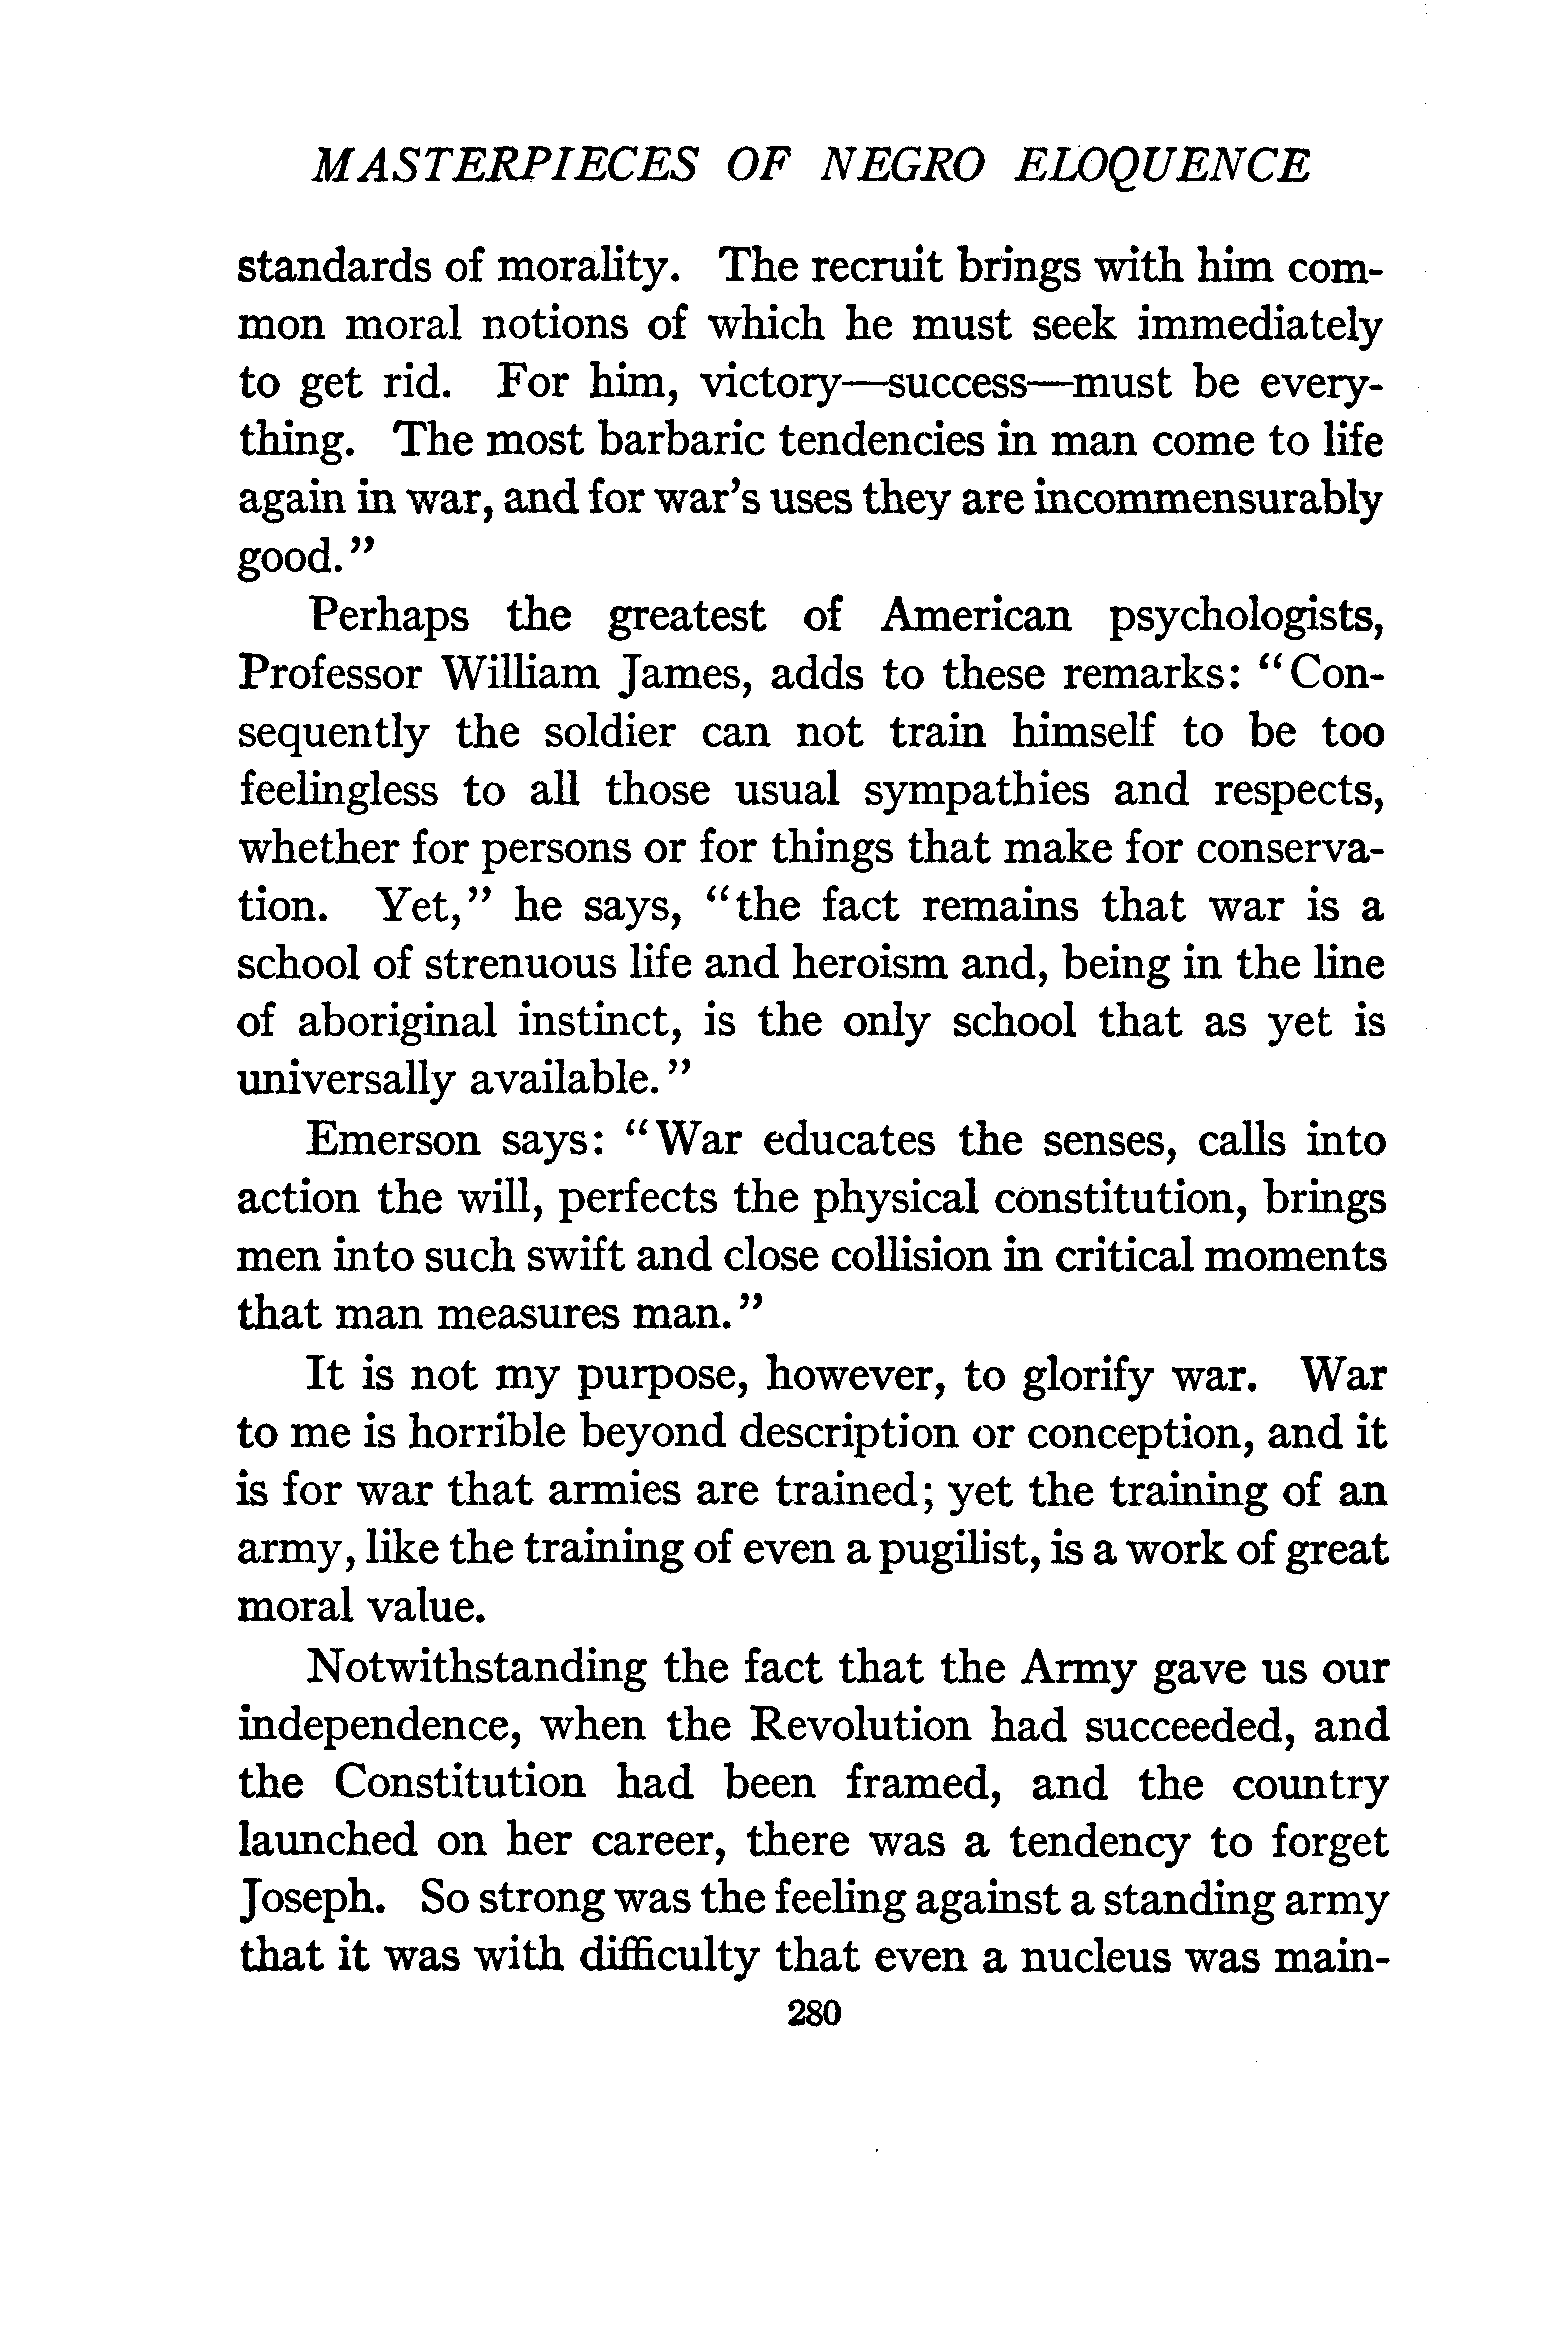 MASTERPIECES OF NEGRO ELOQUENCE
standards of morality. The recruit brings with him com-
mon moral notions of which he must seek immediately
to get rid. For him, victory—success—must be every-
thing. The most barbaric tendencies in man come to life
again in war, and for war's uses they are incommensurably
good."
Perhaps the greatest of American psychologists,
Professor William James, adds to these remarks: "Con-
sequently the soldier can not train himself to be too
feelingless to all those usual sympathies and respects,
whether for persons or for things that make for conserva-
tion. Yet," he says, "the fact remains that war is a
school of strenuous life and heroism and, being in the line
of aboriginal instinct, is the only school that as yet is
universally available."
Emerson says: "War educates the senses, calls into
action the will, perfects the physical constitution, brings
men into such swift and close collision in critical moments
that man measures man."
It is not my purpose, however, to glorify war. War
to me is horrible beyond description or conception, and it
is for war that armies are trained; yet the training of an
army, like the training of even a pugilist, is a work of great
moral value.
Notwithstanding the fact that the Army gave us our
independence, when the Revolution had succeeded, and
the Constitution had been framed, and the country
launched on her career, there was a tendency to forget
Joseph. So strong was the feeling against a standing army
that it was with difficulty that even a nucleus was main-
280